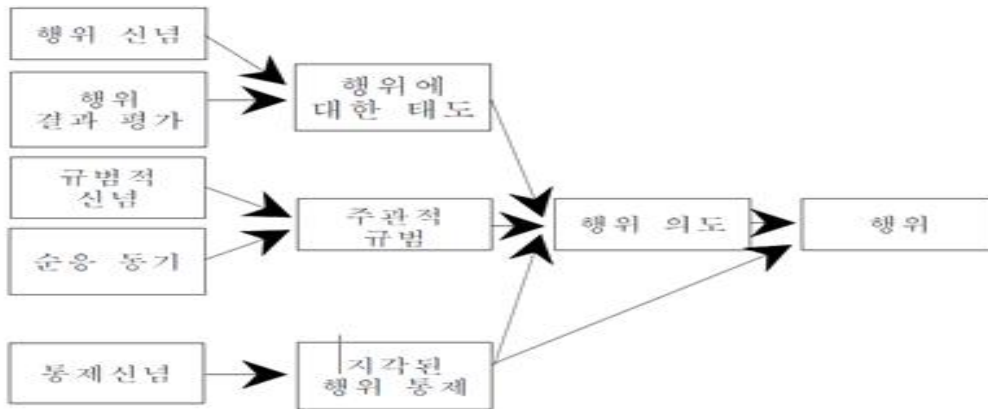 행위 신념
행위
결과 평가
규범적
신념
순응 동기
통제신념
행위에
대한 태도
주관적
규범
지각된
행위 통제
행위 의도
행위